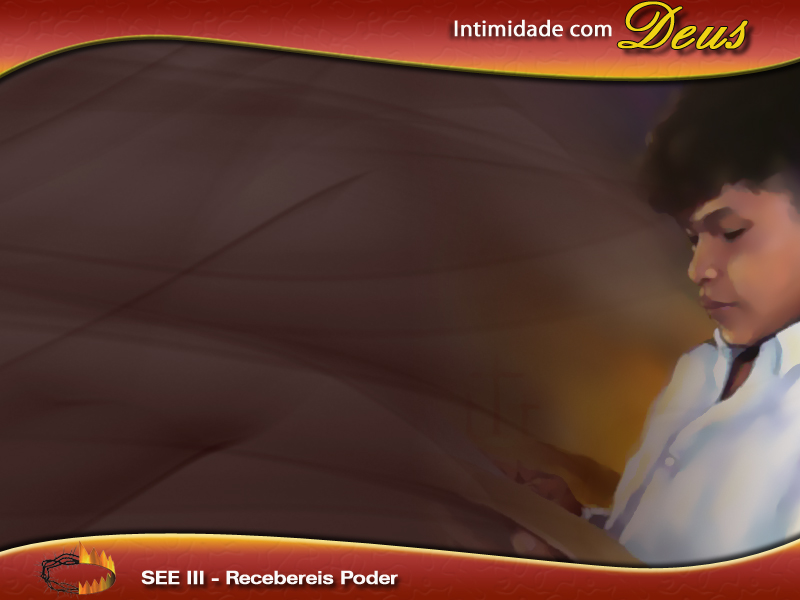 Intimidade com Deus
SEE III - Recebereis Poder